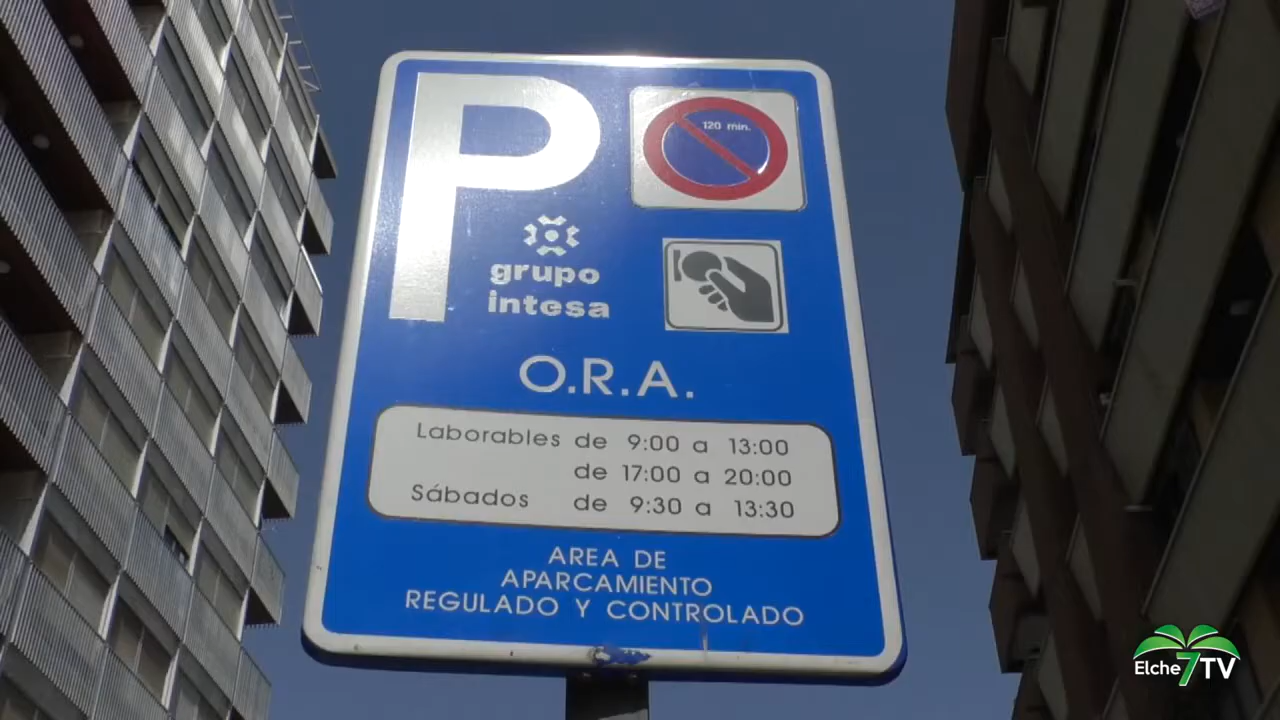 P
120 min.
grupo
intesa
O.R.A.
Laborables de 9:00 a 13:00
de 17:00 a 20:00
Sábados de 9:30 a 13:30
AREA DE
APARCAMIENTO
REGULADO Y CONTROLADO
Elche 7 TV